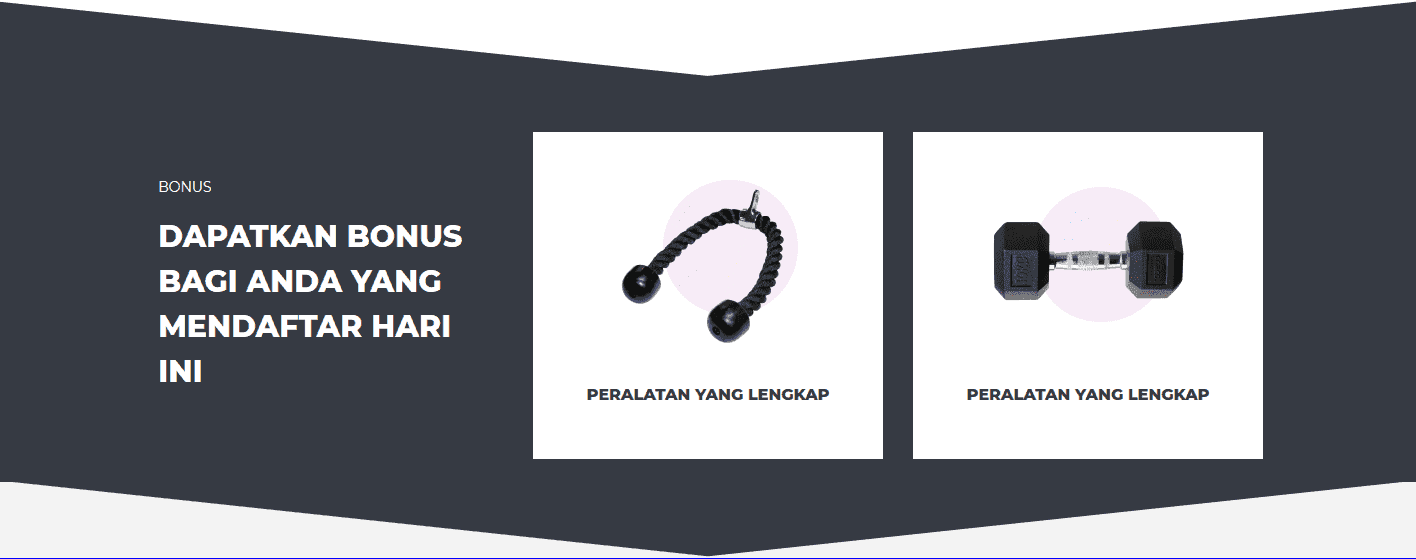 BONUS
DAPATKAN BONUS
BAGI ANDA YANG
MENDAFTAR HARI
INI
PERALATAN YANG LENGKAP
PERALATAN YANG LENGKAP